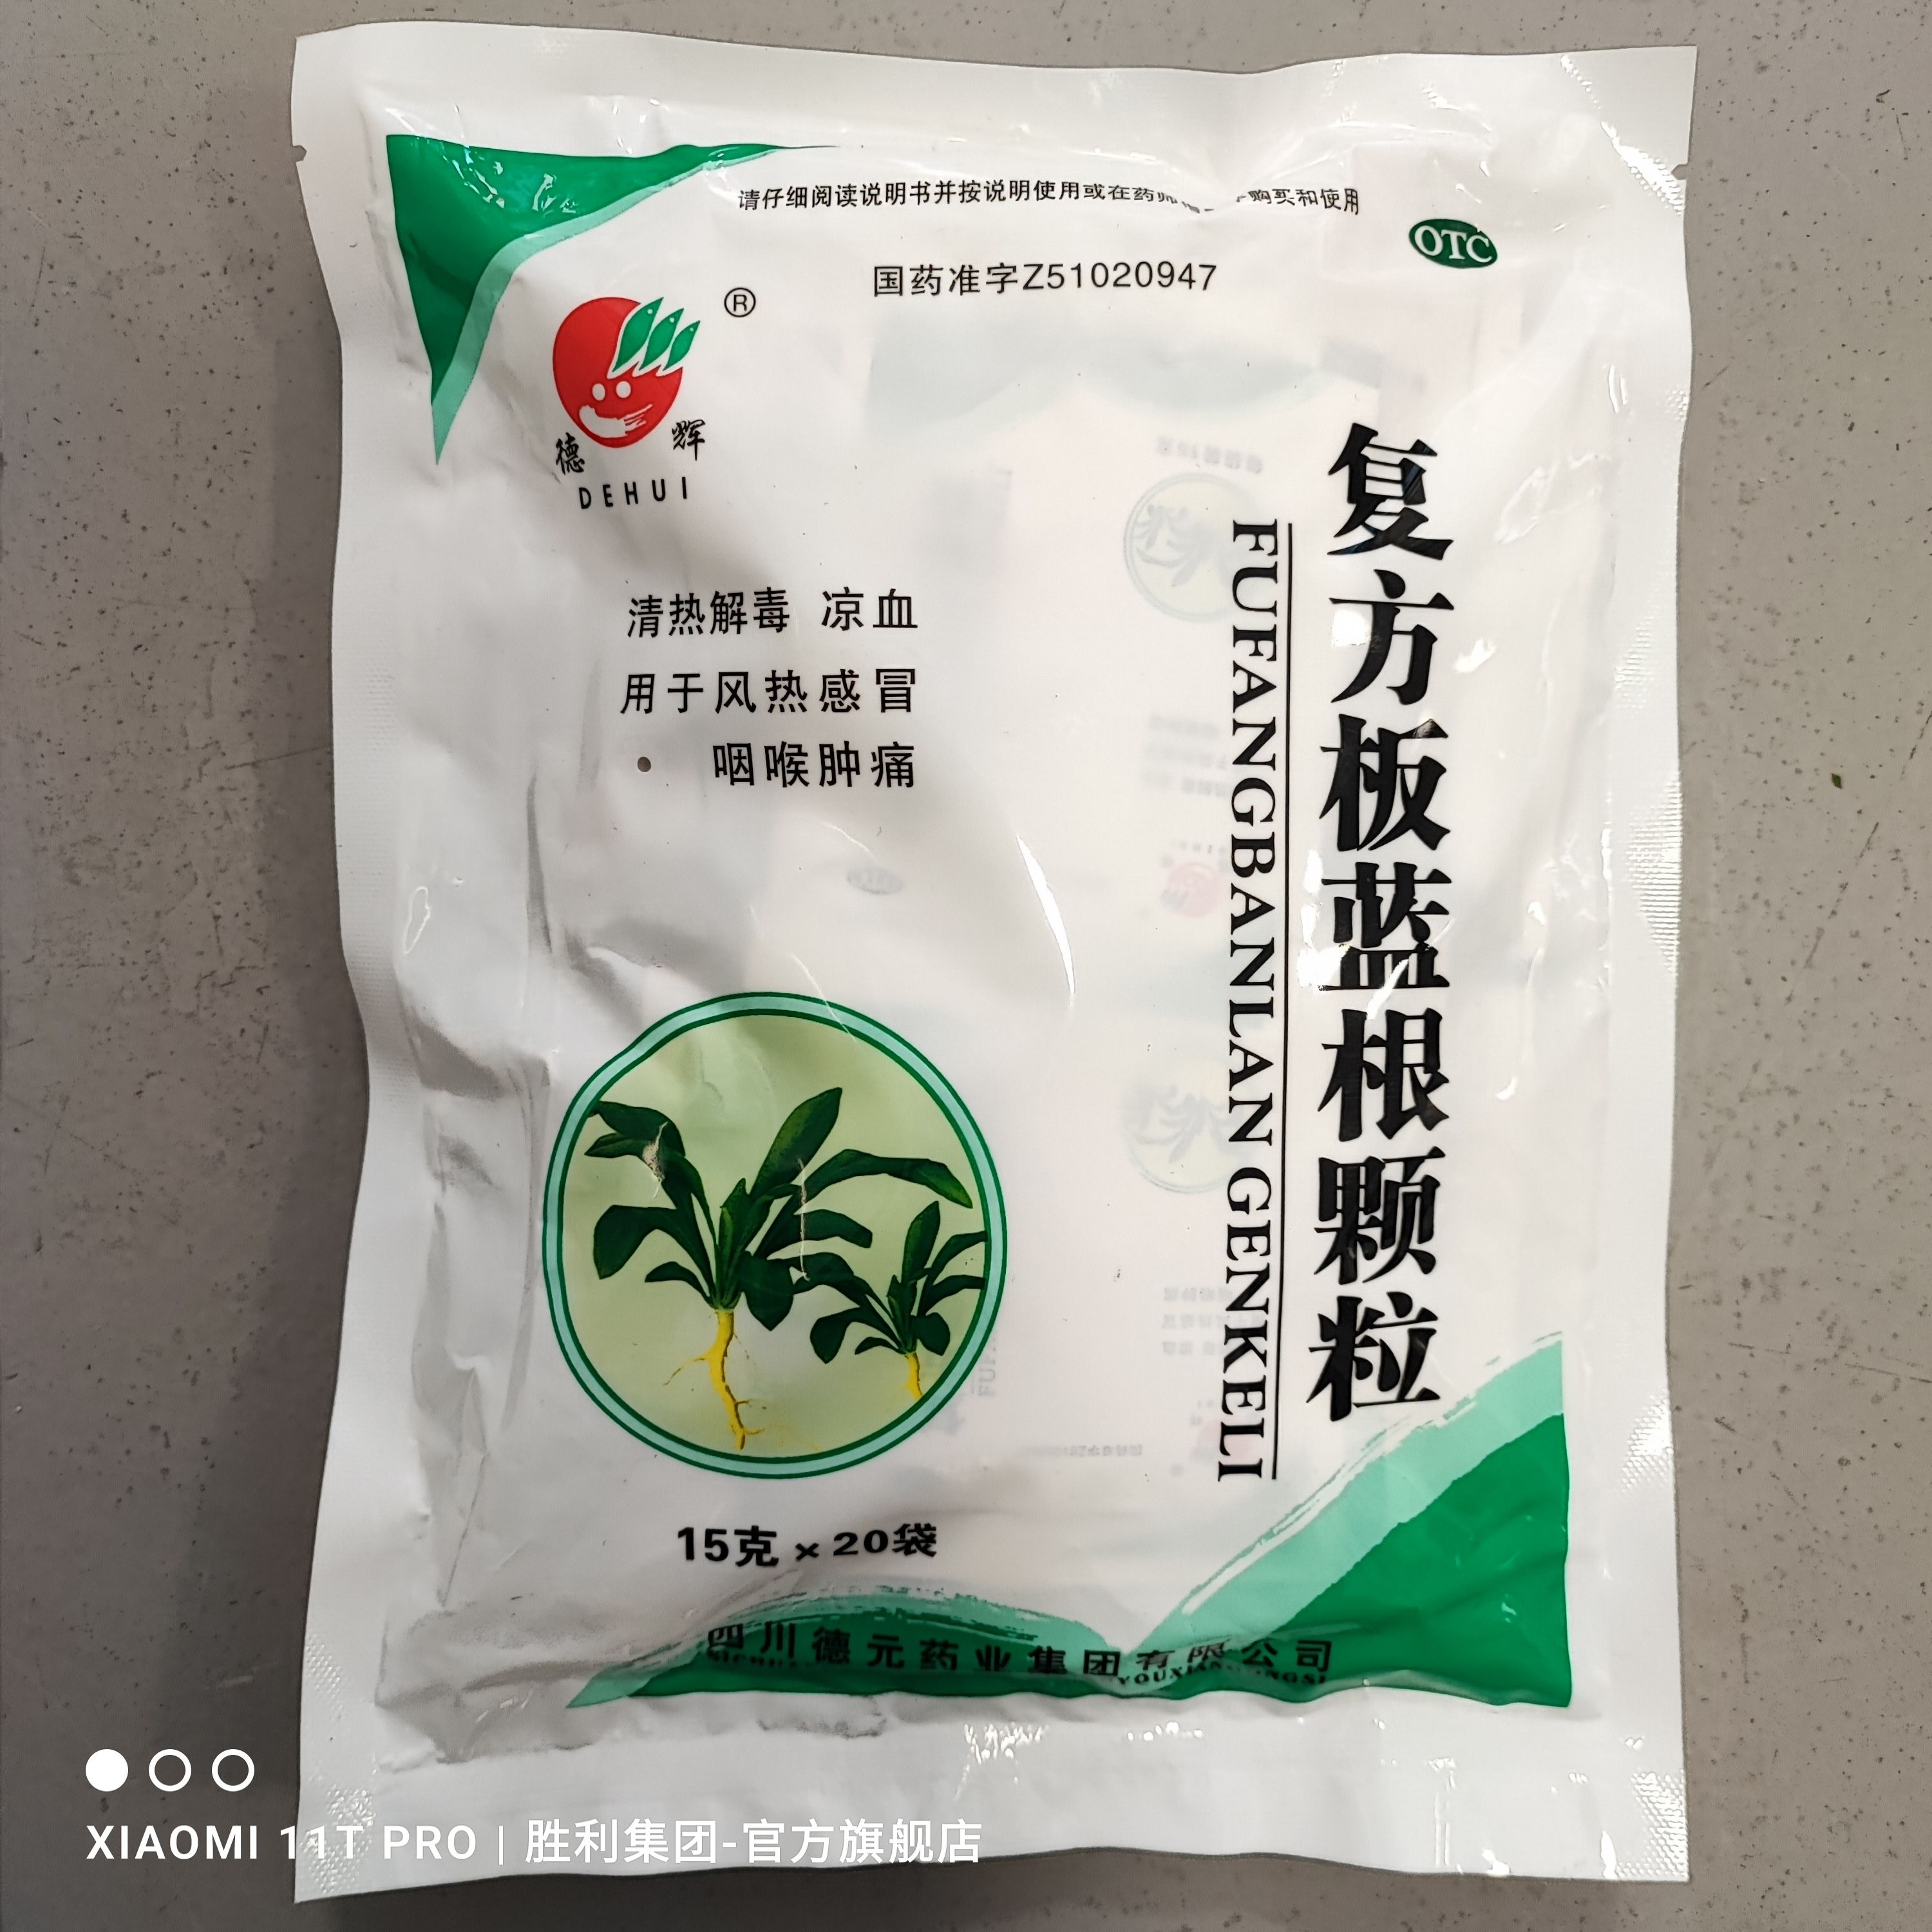 请仔细阅读说明书并按说明使用或在药师 购买和使用
OTC
国药准字Z51020947
®
德辉
DEHUI
复方板蓝根颗粒
FUFANGBANLAN GENKELI
清热解毒 凉血
用于风热感冒
咽喉肿痛
15克×20袋
四川德元药业集团有限公司
XIAOMI 11T PRO | 胜利集团-官方旗舰店